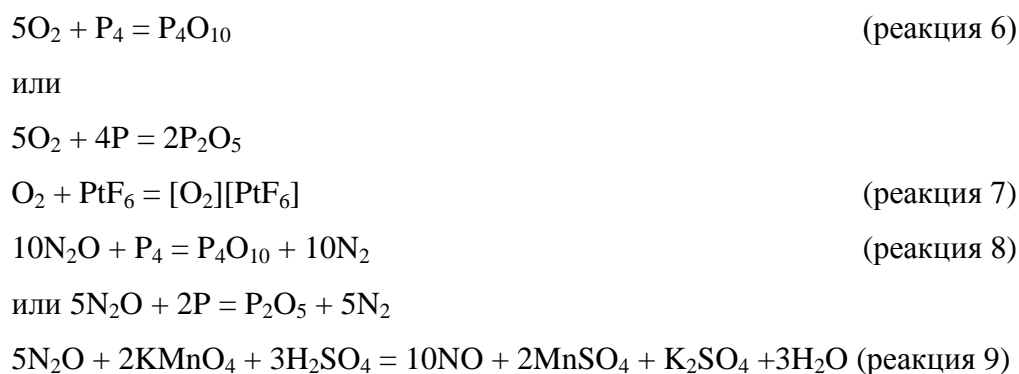 5O₂ + P₄ = P₄O₁₀ (реакция 6)
или
5O₂ + 4P = 2P₂O₅
O₂ + PtF₆ = [O₂][PtF₆] (реакция 7)
10N₂O + P₄ = P₄O₁₀ + 10N₂ (реакция 8)
или 5N₂O + 2P = P₂O₅ + 5N₂
5N₂O + 2KMnO₄ + 3H₂SO₄ = 10NO + 2MnSO₄ + K₂SO₄ +3H₂O (реакция 9)